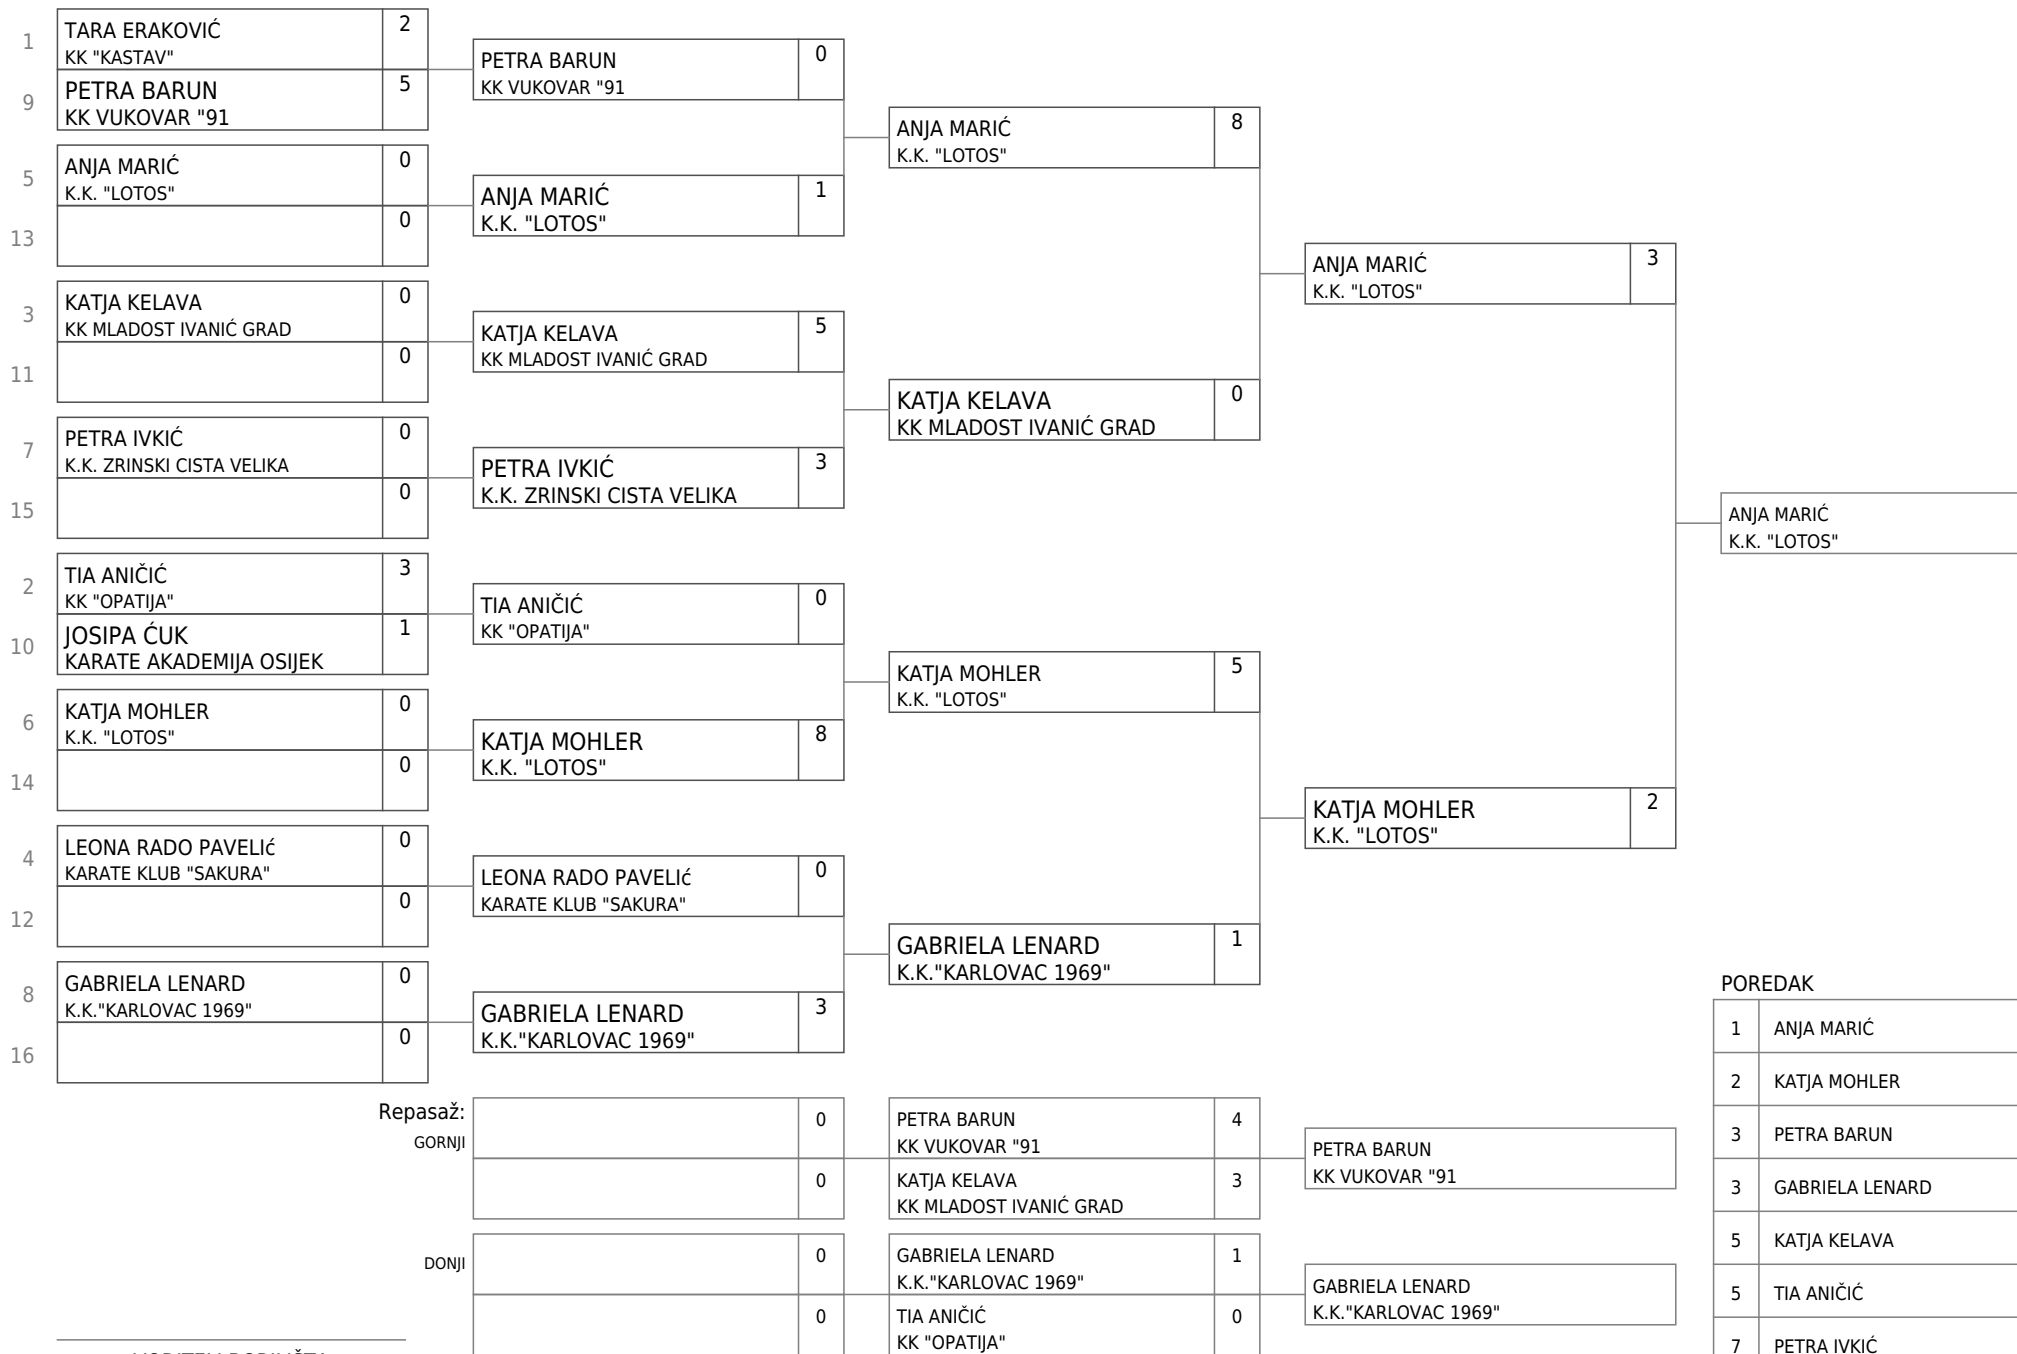 1
TARA ERAKOVIĆ
KK "KASTAV"
2
9
PETRA BARUN
KK VUKOVAR "91
5
5
ANJA MARIĆ
K.K. "LOTOS"
0
13
0
3
KATJA KELAVA
KK MLADOST IVANIĆ GRAD
0
11
0
7
PETRA IVKIĆ
K.K. ZRINSKI CISTA VELIKA
0
15
0
2
TIA ANIČIĆ
KK "OPATIJA"
3
10
JOSIPA ĆUK
KARATE AKADEMIJA OSIJEK
1
6
KATJA MOHLER
K.K. "LOTOS"
0
14
0
4
LEONA RADO PAVELIć
KARATE KLUB "SAKURA"
0
12
0
8
GABRIELA LENARD
K.K."KARLOVAC 1969"
0
16
0
PETRA BARUN
KK VUKOVAR "91
0
ANJA MARIĆ
K.K. "LOTOS"
1
KATJA KELAVA
KK MLADOST IVANIĆ GRAD
5
PETRA IVKIĆ
K.K. ZRINSKI CISTA VELIKA
3
TIA ANIČIĆ
KK "OPATIJA"
0
KATJA MOHLER
K.K. "LOTOS"
8
LEONA RADO PAVELIć
KARATE KLUB "SAKURA"
0
GABRIELA LENARD
K.K."KARLOVAC 1969"
3
ANJA MARIĆ
K.K. "LOTOS"
8
KATJA KELAVA
KK MLADOST IVANIĆ GRAD
0
KATJA MOHLER
K.K. "LOTOS"
5
GABRIELA LENARD
K.K."KARLOVAC 1969"
1
ANJA MARIĆ
K.K. "LOTOS"
3
KATJA MOHLER
K.K. "LOTOS"
2
ANJA MARIĆ
K.K. "LOTOS"
Repasaž:
GORNJI
0
0
PETRA BARUN
KK VUKOVAR "91
4
KATJA KELAVA
KK MLADOST IVANIĆ GRAD
3
PETRA BARUN
KK VUKOVAR "91
DONJI
0
0
GABRIELA LENARD
K.K."KARLOVAC 1969"
1
TIA ANIČIĆ
KK "OPATIJA"
0
GABRIELA LENARD
K.K."KARLOVAC 1969"
POREDAK
1 ANJA MARIĆ
2 KATJA MOHLER
3 PETRA BARUN
3 GABRIELA LENARD
5 KATJA KELAVA
5 TIA ANIČIĆ
7 PETRA IVKIĆ